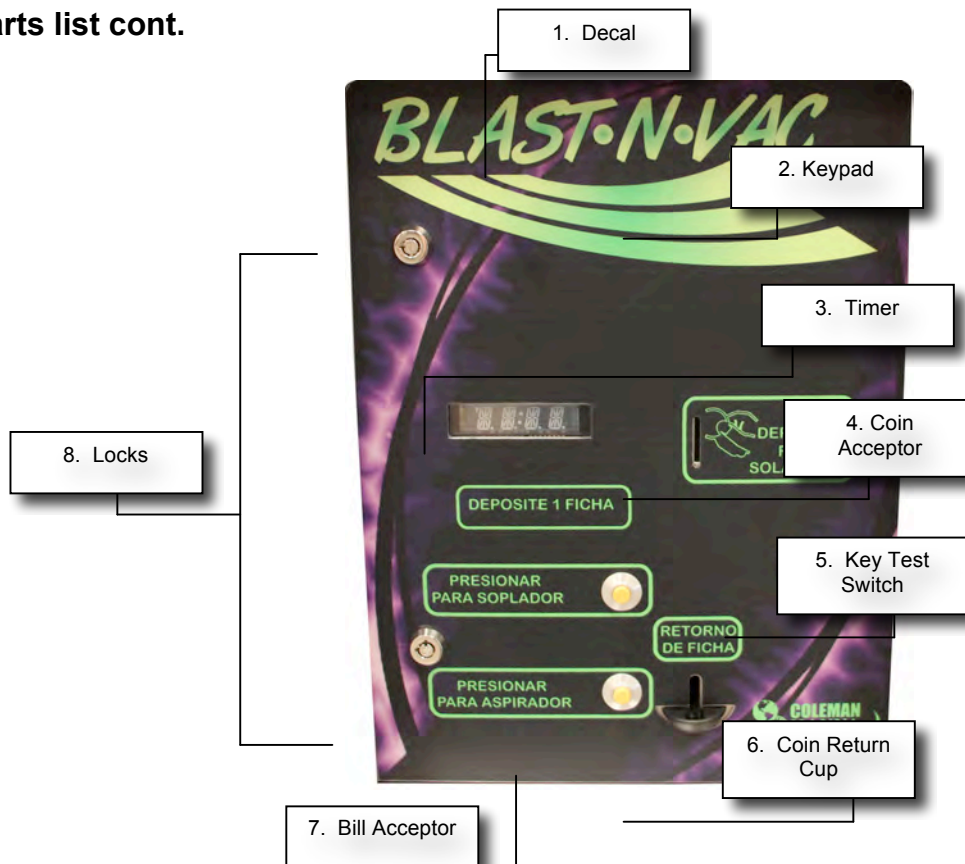 arts list cont.
1. Decal
BLAST•N•VAC
2. Keypad
3. Timer
4. Coin
Acceptor
8. Locks
DEPOSITE 1 FICHA
5. Key Test
Switch
PRESIONAR
PARA SOPLADOR
RETORNO
DE FICHA
PRESIONAR
PARA ASPIRADOR
COLEMAN
6. Coin Return
Cup
7. Bill Acceptor